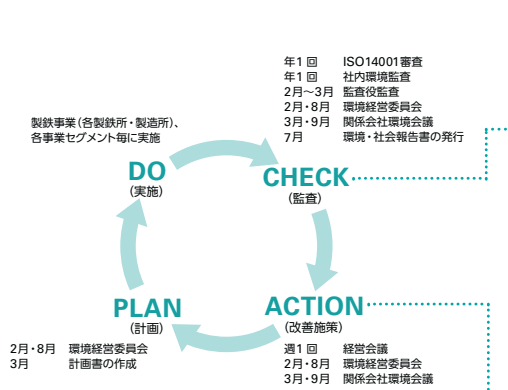 年1回 ISO14001審査
年1回 社内環境監査
2月～3月 監査役監査
2月・8月 環境経営委員会
3月・9月 関係会社環境会議
7月 環境・社会報告書の発行
製鉄事業（各製鉄所・製造所）、
各事業セグメント毎に実施
DO
（実施）
CHECK
（監査）
PLAN
（計画）
2月・8月 環境経営委員会
3月 計画書の作成
ACTION
（改善施策）
週1回 経営会議
2月・8月 環境経営委員会
3月・9月 関係会社環境会議